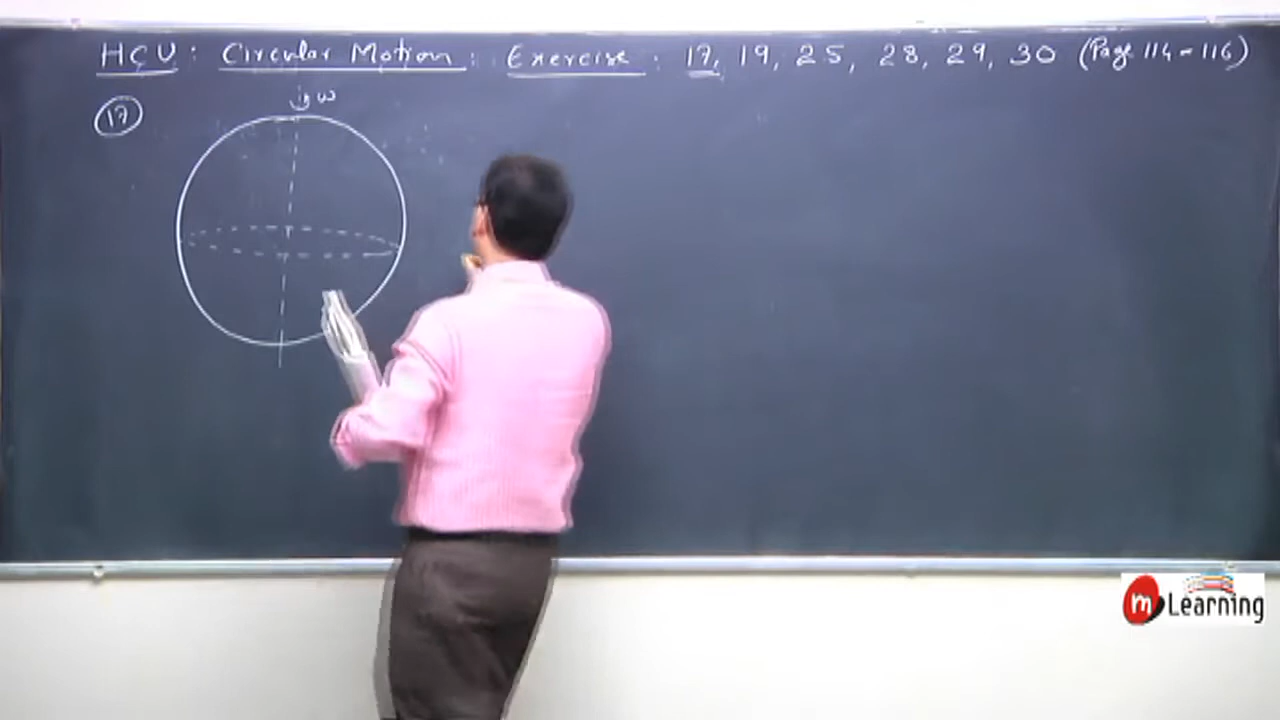 HCV : Circular Motion : Exercise : 17, 19, 25, 28, 29, 30 (Page 114 - 116)
17
ω
m Learning